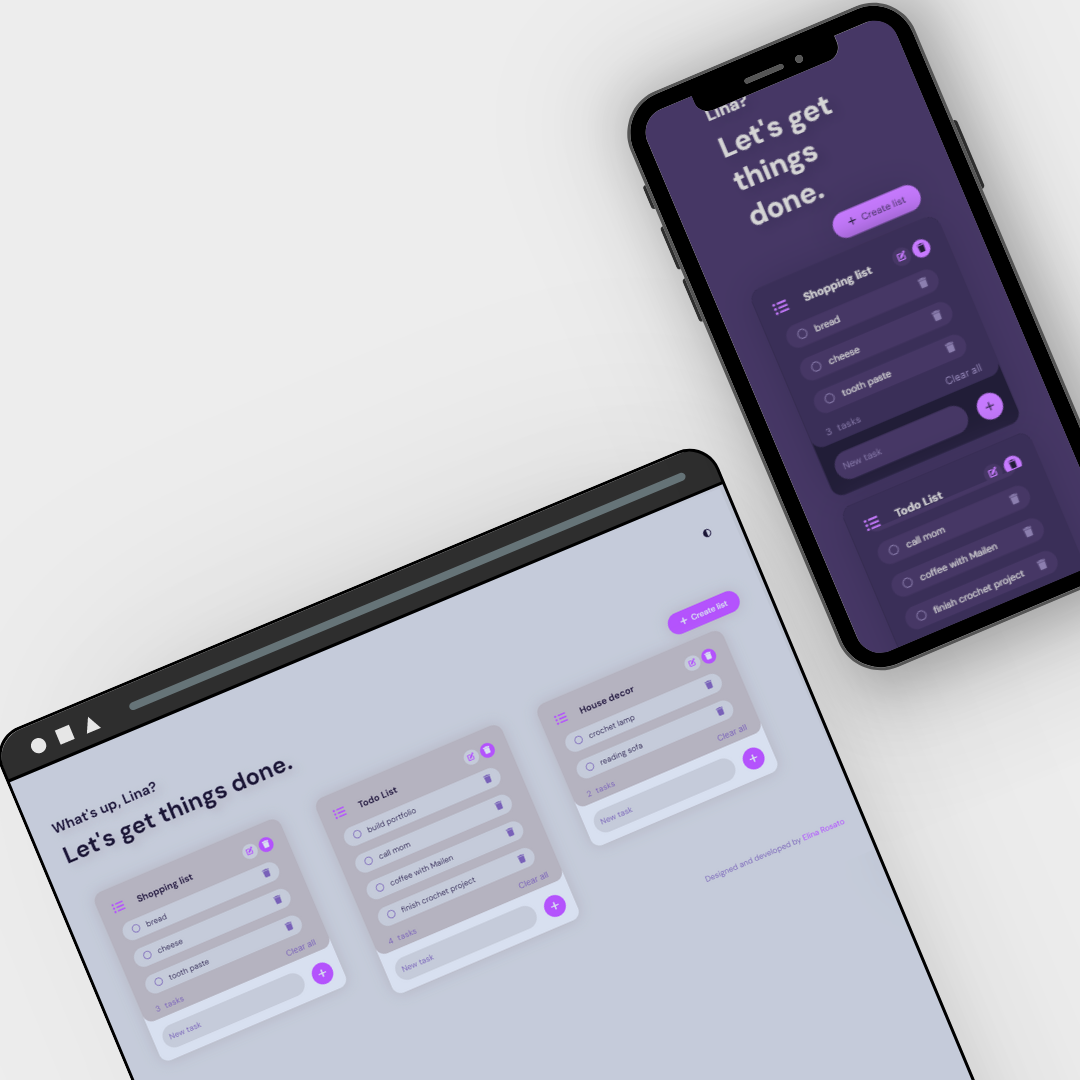 Lina?
Let's get
things
done.
+ Create list
Shopping list
bread
cheese
tooth paste
3 tasks
Clear all
New task
Todo List
call mom
coffee with Mailen
finish crochet project
+ Create list
What's up, Lina?
Let's get things done.
Shopping list
bread
cheese
tooth paste
3 tasks
Clear all
New task
Todo List
build portfolio
call mom
coffee with Mailen
finish crochet project
4 tasks
Clear all
New task
House decor
crochet lamp
reading sofa
2 tasks
Clear all
New task
Designed and developed by Elina Rosato